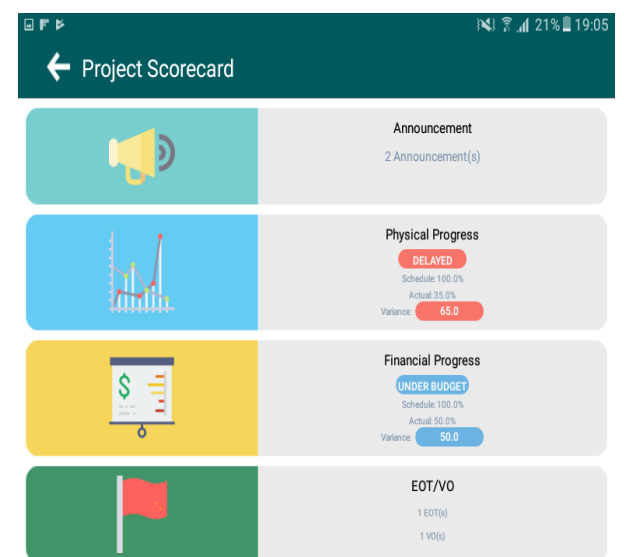 21% 19:05
Project Scorecard
Announcement
2 Announcement(s)
Physical Progress
DELAYED
Schedule:100.0%
Actual:35.0%
Variance: 65.0
$
Financial Progress
UNDER BUDGET
Schedule:100.0%
Actual:50.0%
Variance: 50.0
EOT/VO
1 EOT(s)
1 VO(s)